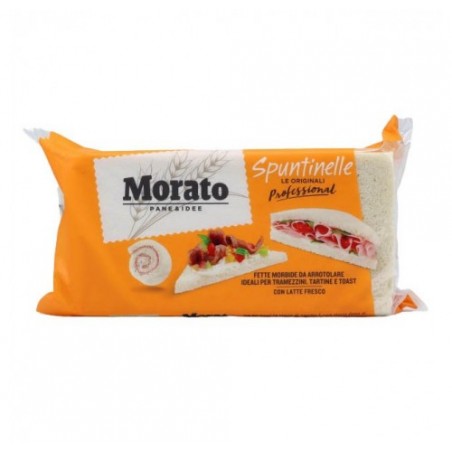 Morato
PANE & IDEE
Spuntinelle
LE ORIGINALI
Professional
FETTE MORBIDE DA ARROTOLARE
IDEALI PER TRAMEZZINI, TARTINE E TOAST
CON LATTE FRESCO
Morato